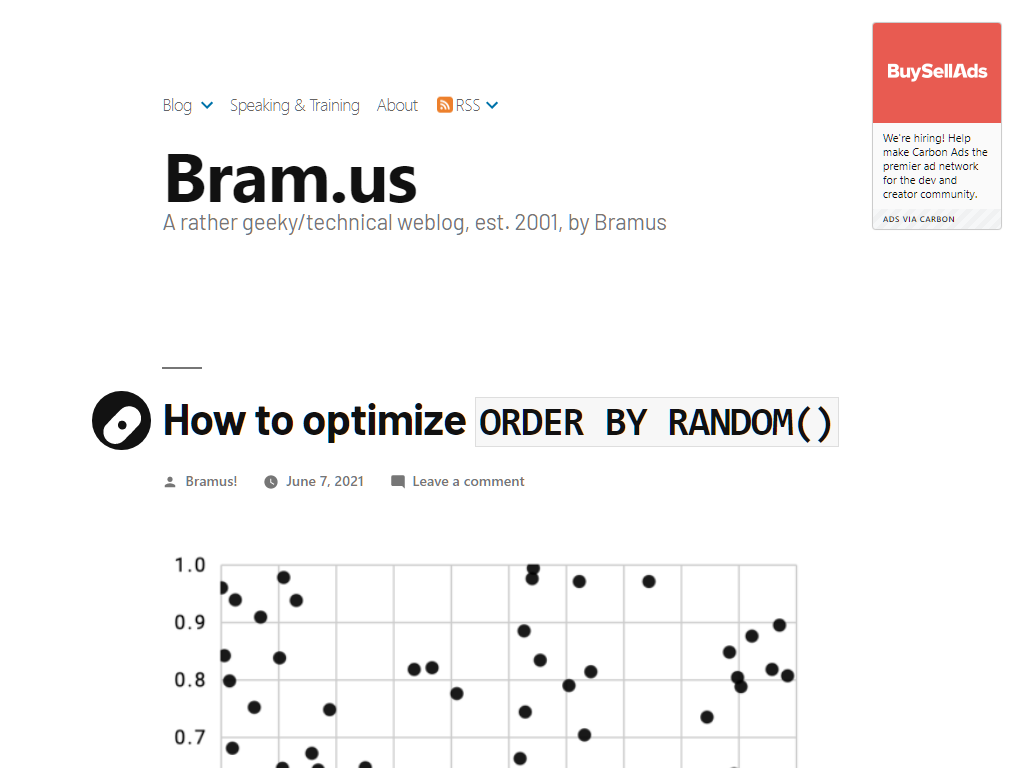 Blog Speaking & Training About RSS
Bram.us
A rather geeky/technical weblog, est. 2001, by Bramus
BuySellAds
We're hiring! Help
make Carbon Ads the
premier ad network
for the dev and
creator community.
ADS VIA CARBON
How to optimize ORDER BY RANDOM()
Bramus! June 7, 2021 Leave a comment
1.0
0.9
0.8
0.7